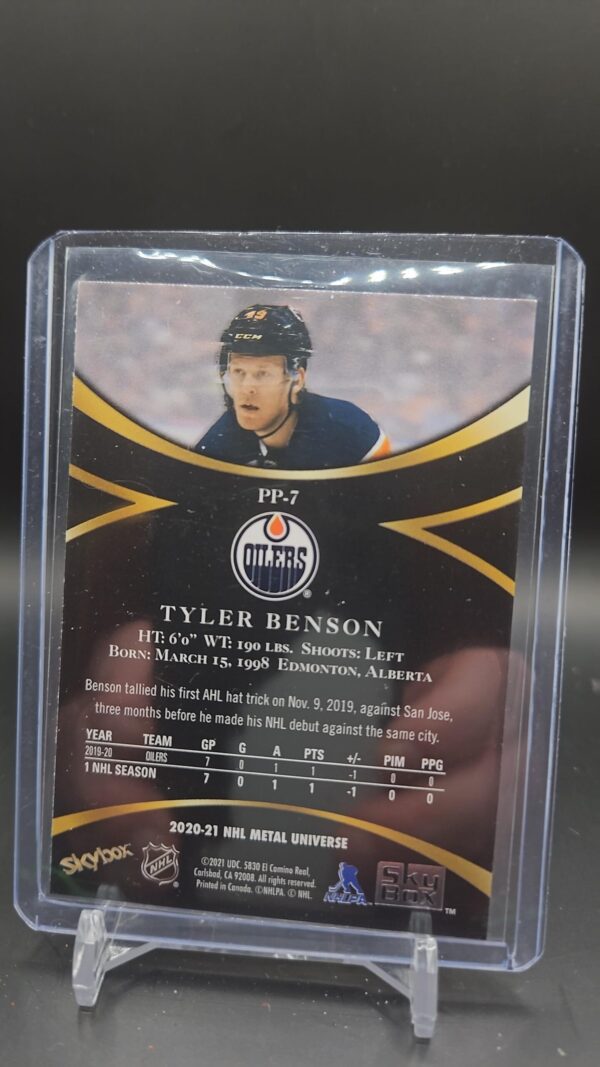 49
CCM
PP-7
OILERS
TYLER BENSON
HT: 6'0" WT: 190 LBS. SHOOTS: LEFT
BORN: MARCH 15, 1998 EDMONTON, ALBERTA
Benson tallied his first AHL hat trick on Nov. 9, 2019, against San Jose,
three months before he made his NHL debut against the same city.
YEAR TEAM GP G A PTS +/- PIM PPG
2019-20 OILERS 7 0 1 1 -1 0 0
1 NHL SEASON 7 0 1 1 -1 0 0
2020-21 NHL METAL UNIVERSE
skybox
NHL
©2021 UDC. 5830 El Camino Real,
Carlsbad, CA 92008. All rights reserved.
Printed in Canada. ©NHLPA. © NHL.
NHLPA
SkyBOX™